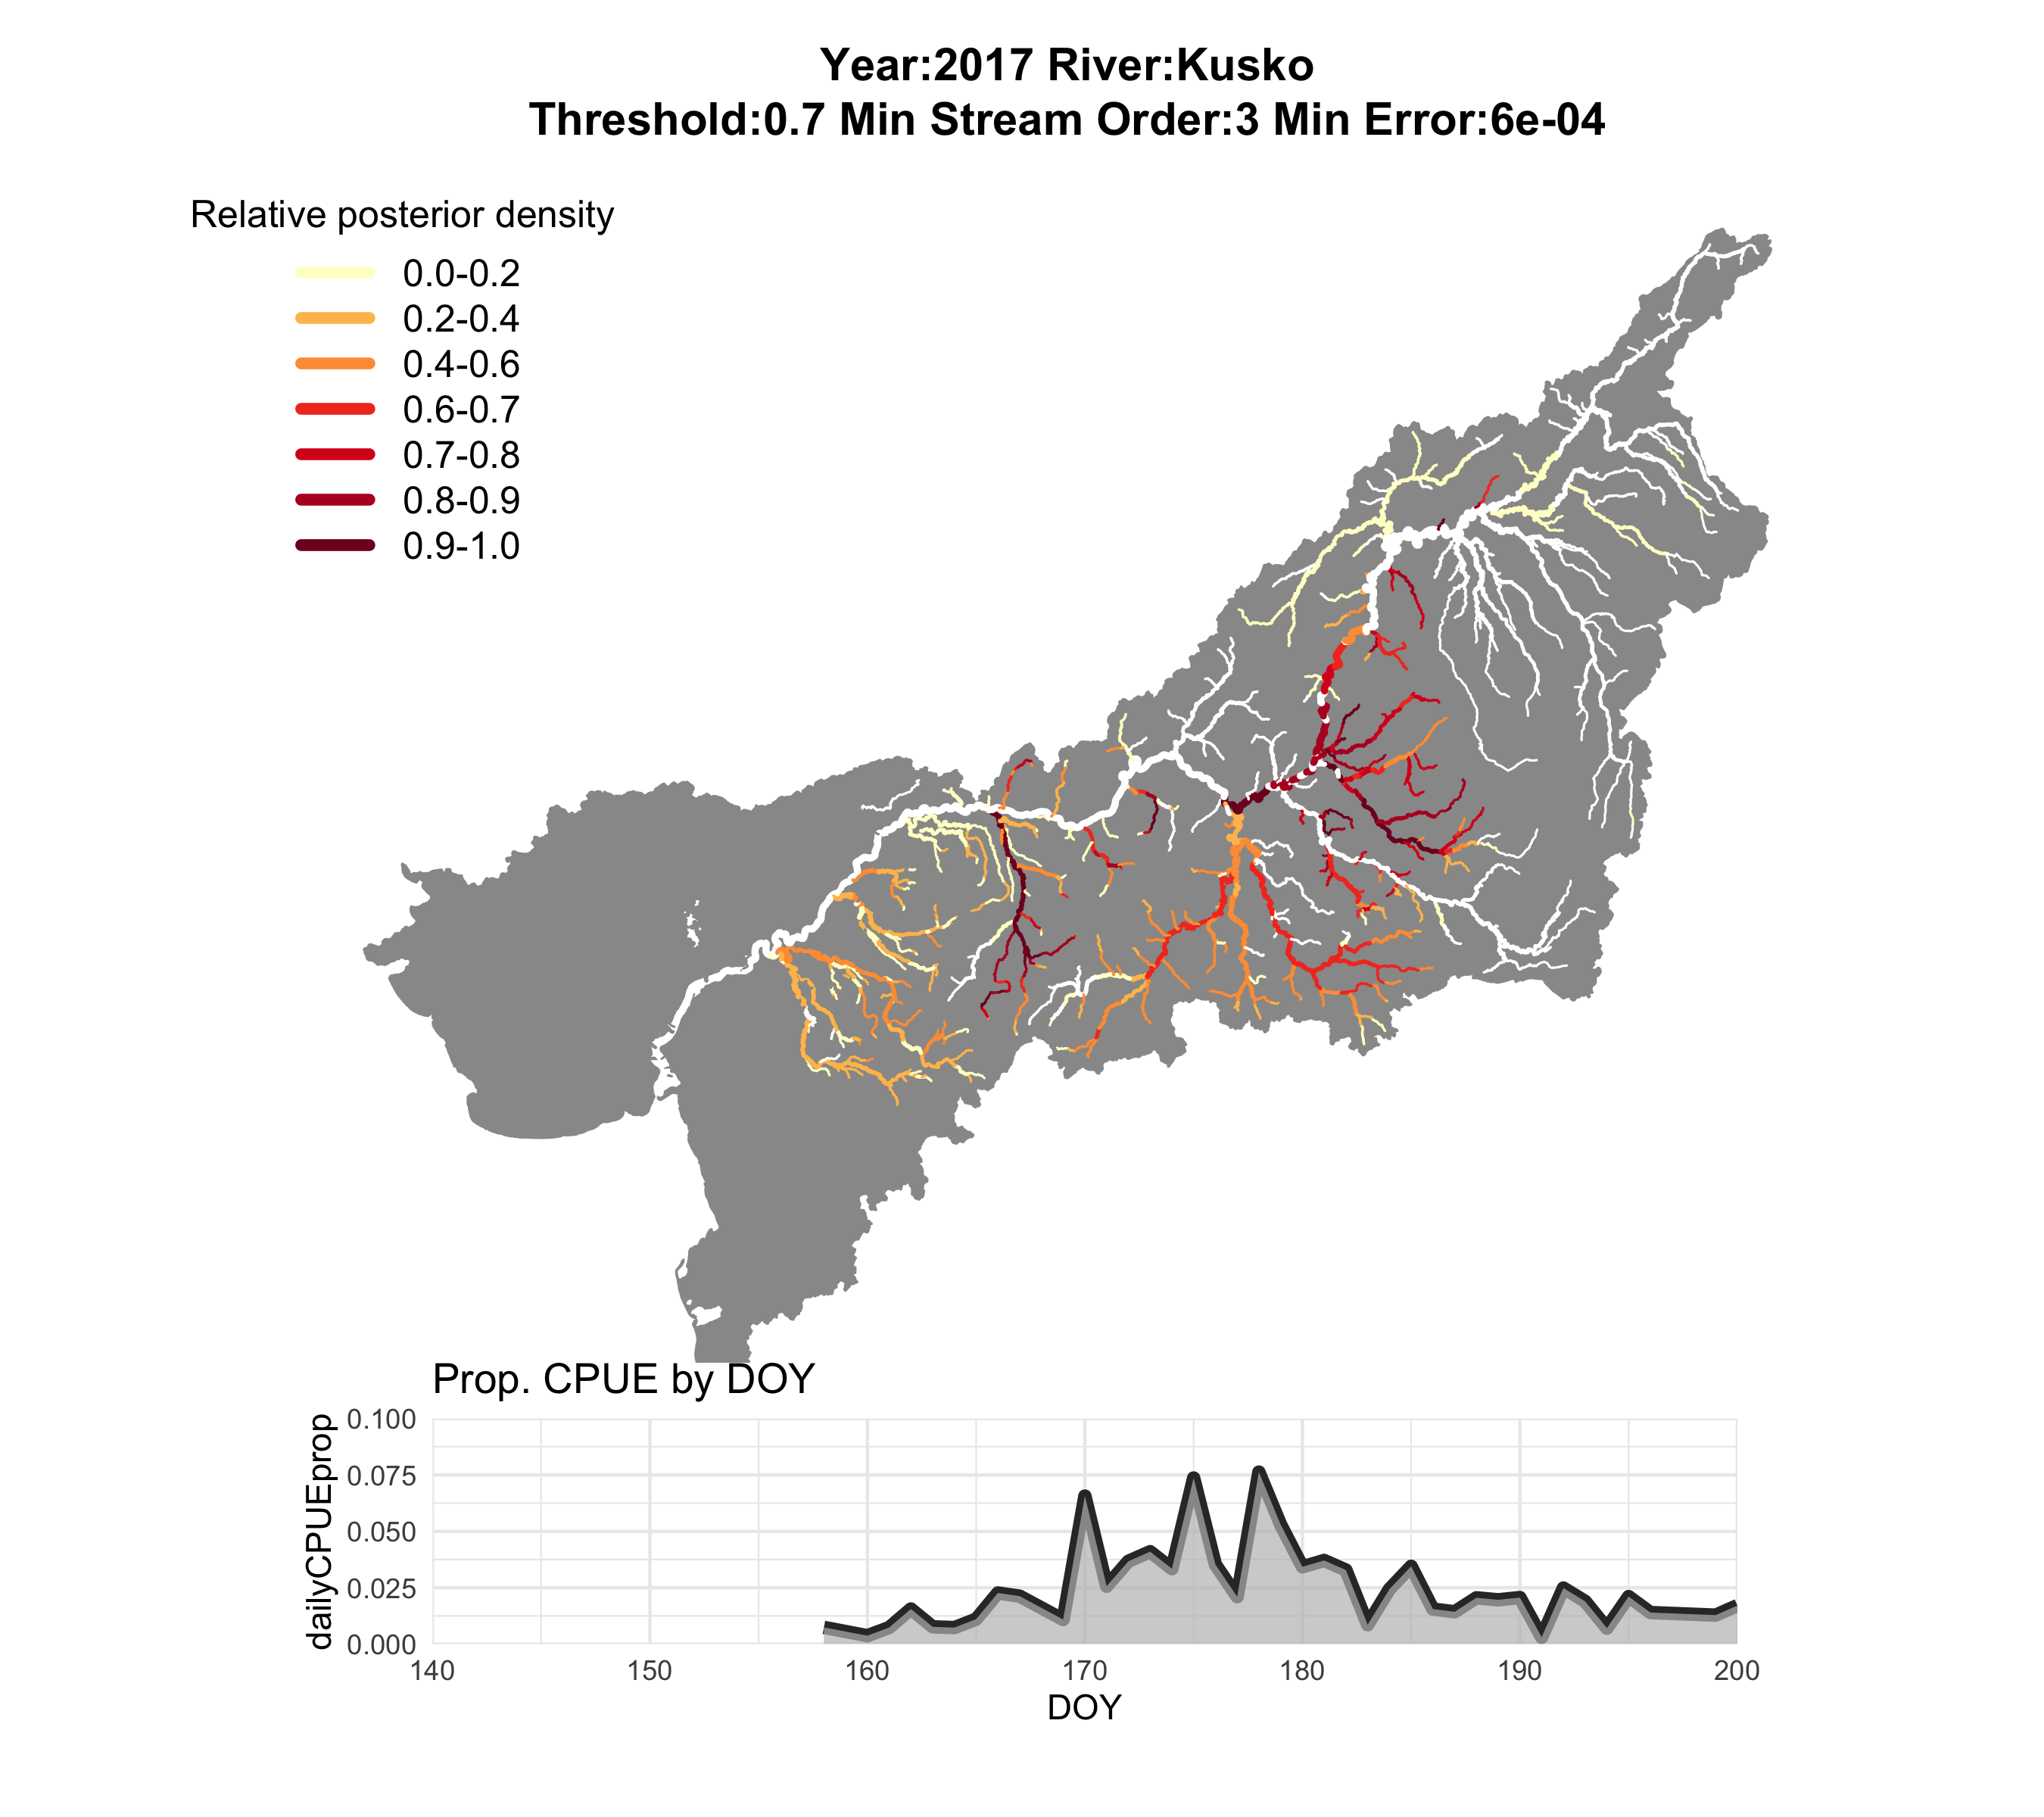 Year:2017 River:Kusko
Threshold:0.7 Min Stream Order:3 Min Error:6e-04
Relative posterior density
0.0-0.2
0.2-0.4
0.4-0.6
0.6-0.7
0.7-0.8
0.8-0.9
0.9-1.0
Prop. CPUE by DOY
dailyCPUEprop
0.100
0.075
0.050
0.025
0.000
140 150 160 170 180 190 200
DOY